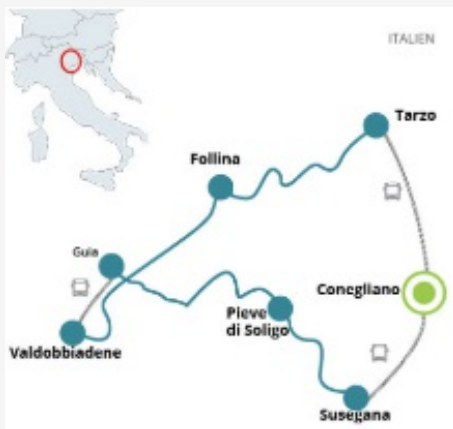 ITALIEN
Tarzo
Follina
Guia
Conegliano
Pieve
di Soligo
Valdobbiadene
Susegana